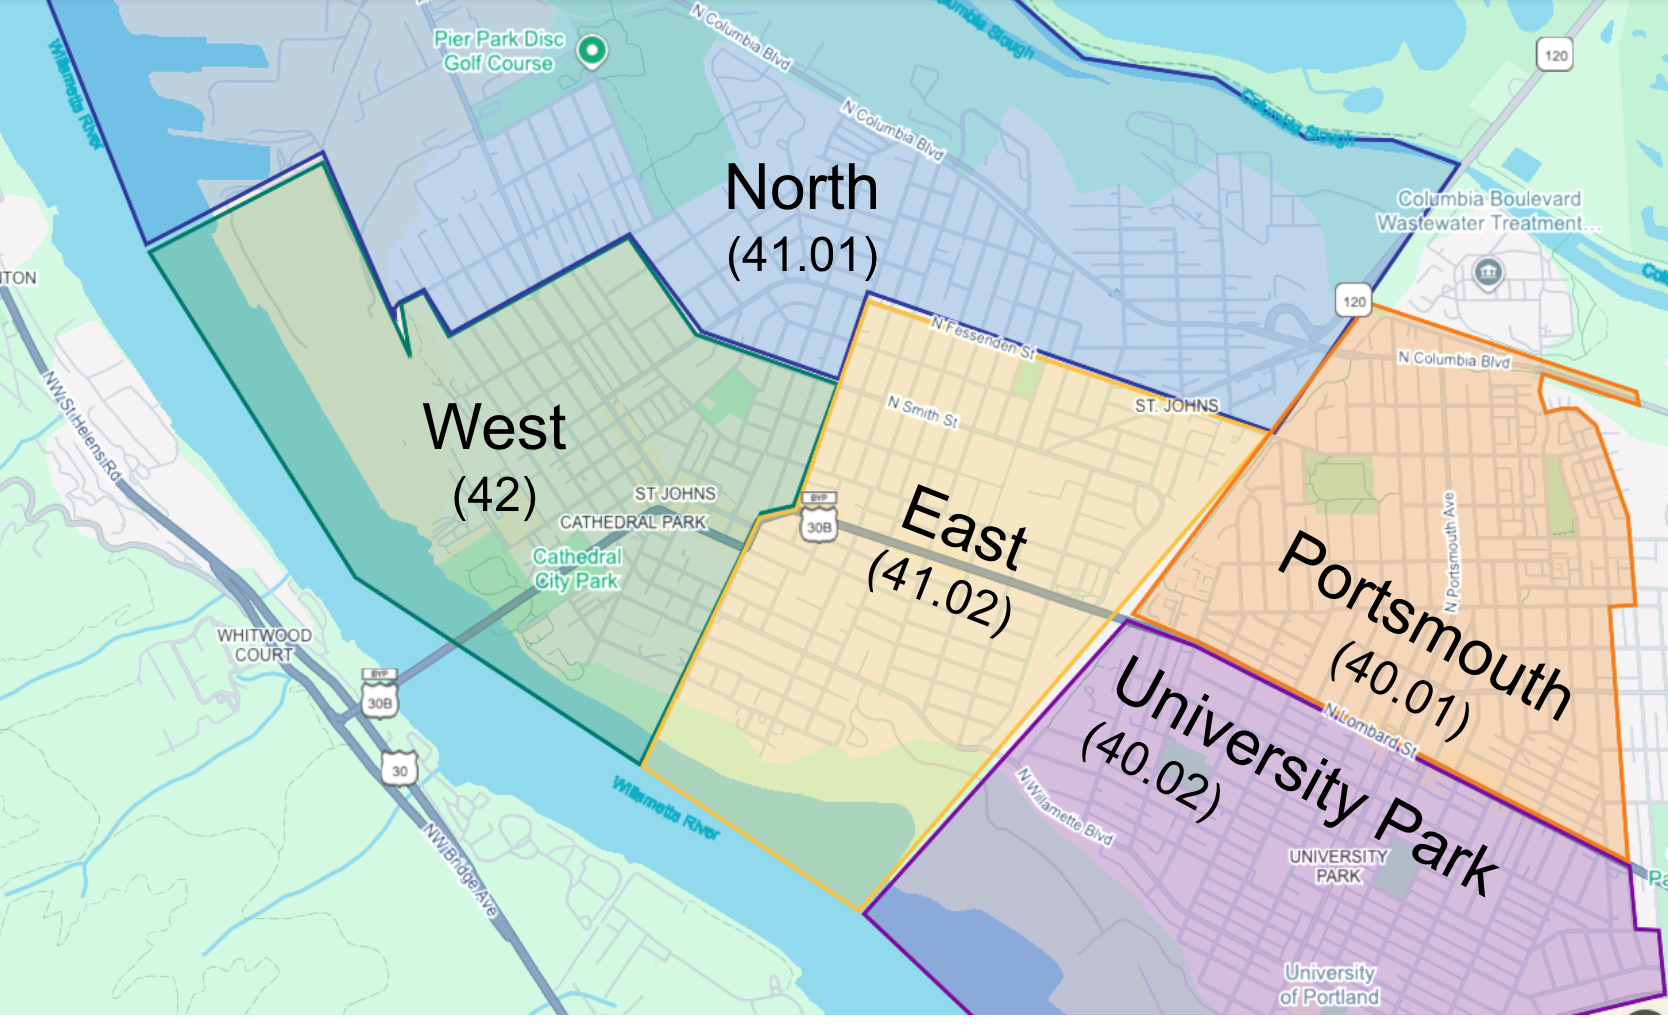 Pier Park Disc
Golf Course
N Columbia Blvd
Columbia Slough
120
Willamette River
N Columbia Blvd
Columbia Slough
North
(41.01)
Columbia Boulevard
Wastewater Treatment...
120
N Fessenden St
N Columbia Blvd
NW St Helens Rd
West
(42)
N Smith St
ST. JOHNS
ST JOHNS
CATHEDRAL PARK
BYP
30B
East
(41.02)
N Portsmouth Ave
Portsmouth
(40.01)
Cathedral
City Park
WHITWOOD
COURT
BYP
30B
30
University Park
(40.02)
N Lombard St
Willamette River
N Willamette Blvd
NW Bridge Ave
UNIVERSITY
PARK
University
of Portland